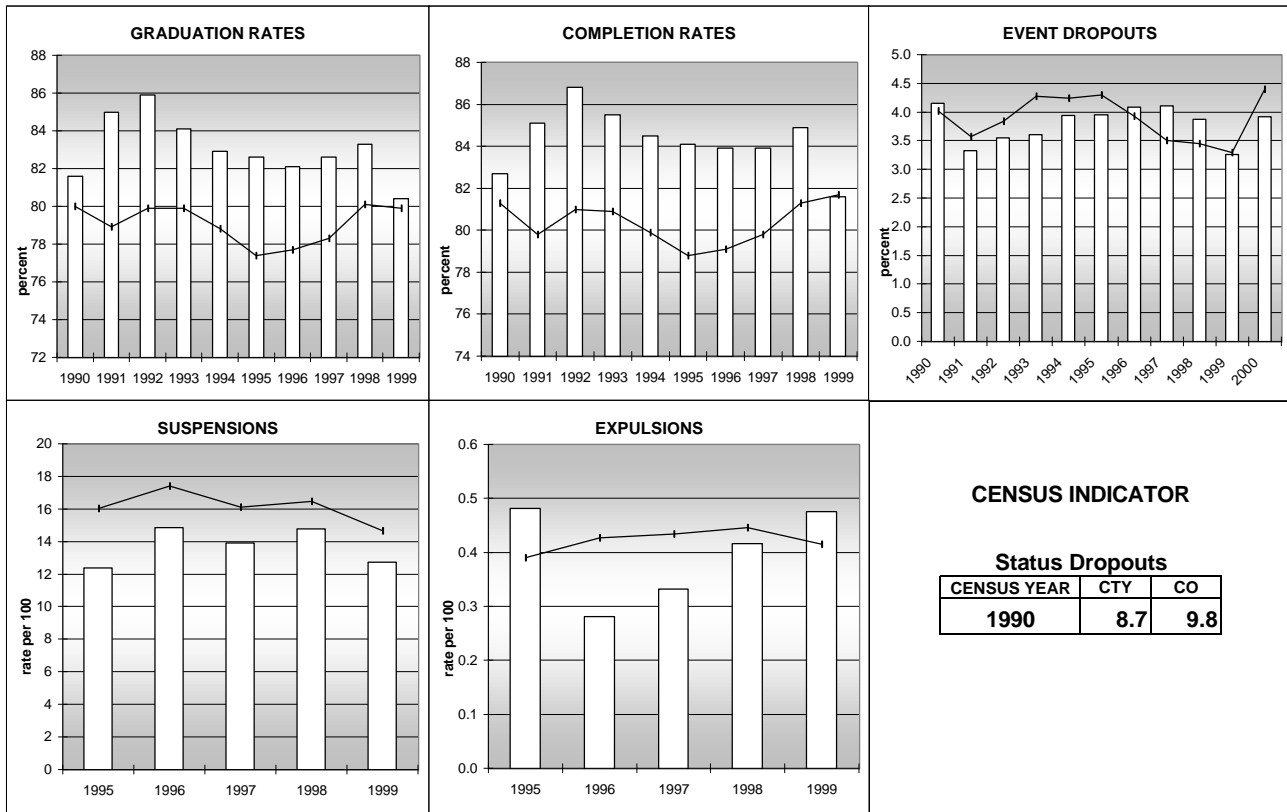 GRADUATION RATES
88
86
84
82
80
78
76
74
72
percent
1990 1991 1992 1993 1994 1995 1996 1997 1998 1999
COMPLETION RATES
88
86
84
82
80
78
76
74
percent
1990 1991 1992 1993 1994 1995 1996 1997 1998 1999
EVENT DROPOUTS
5.0
4.5
4.0
3.5
3.0
2.5
2.0
1.5
1.0
0.5
0.0
percent
1990 1991 1992 1993 1994 1995 1996 1997 1998 1999 2000
SUSPENSIONS
20
18
16
14
12
10
8
6
4
2
0
rate per 100
1995 1996 1997 1998 1999
EXPULSIONS
0.6
0.5
0.4
0.3
0.2
0.1
0.0
rate per 100
1995 1996 1997 1998 1999
CENSUS INDICATOR
Status Dropouts
CENSUS YEAR CTY CO
1990 8.7 9.8